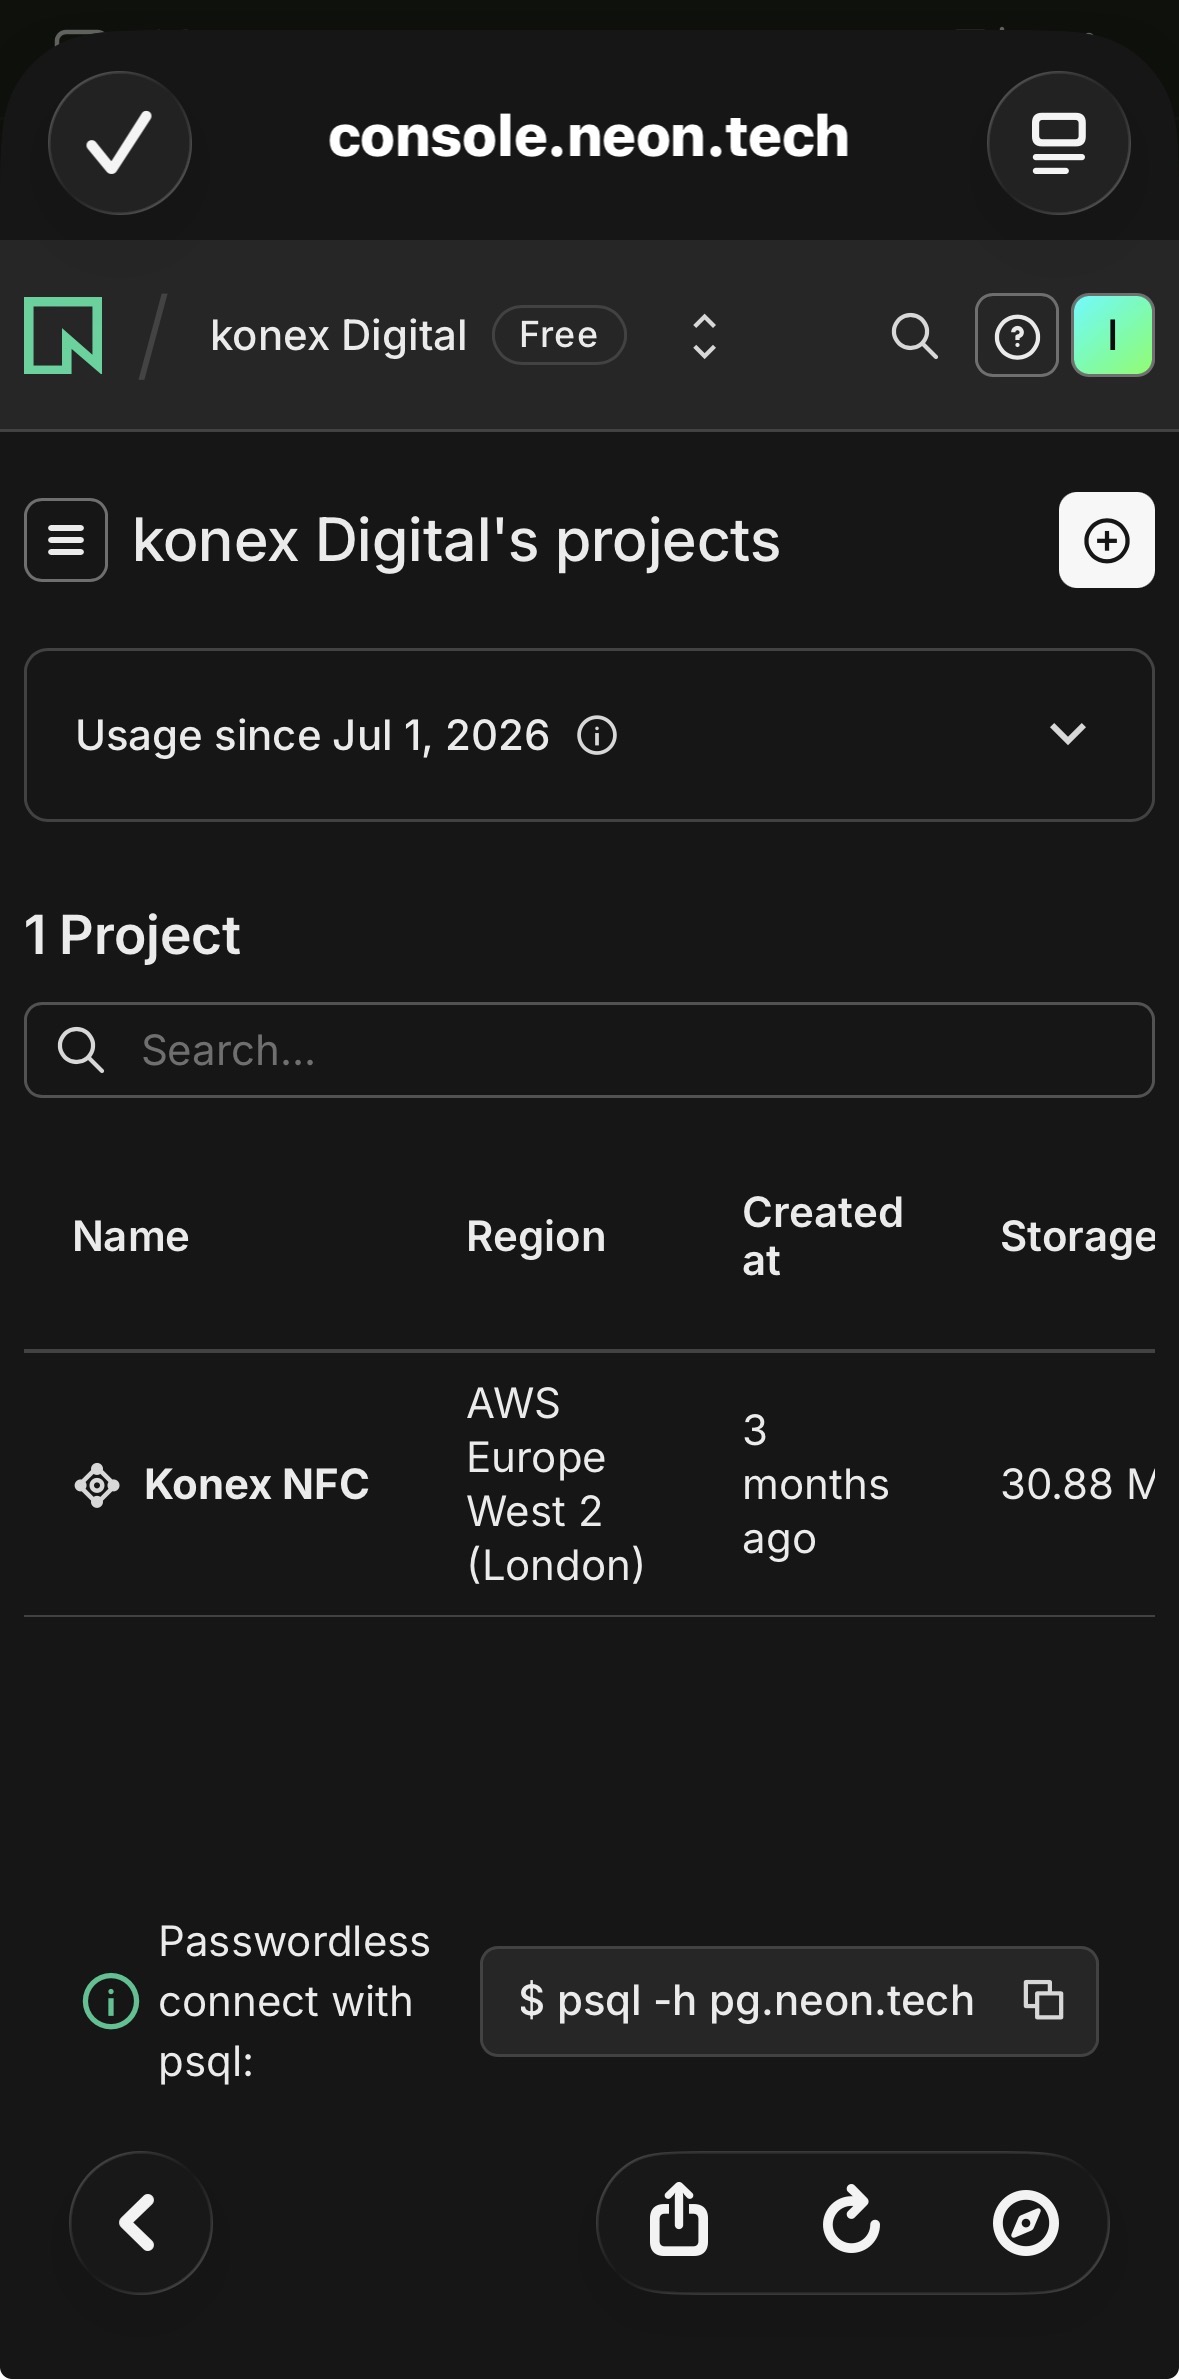 console.neon.tech
konex Digital Free
I
konex Digital's projects
Usage since Jul 1, 2026
1 Project
Search...
Name Region Created at Storage
Konex NFC
AWS
Europe
West 2
(London)
3
months
ago
30.88 M
Passwordless
connect with
psql:
$ psql -h pg.neon.tech